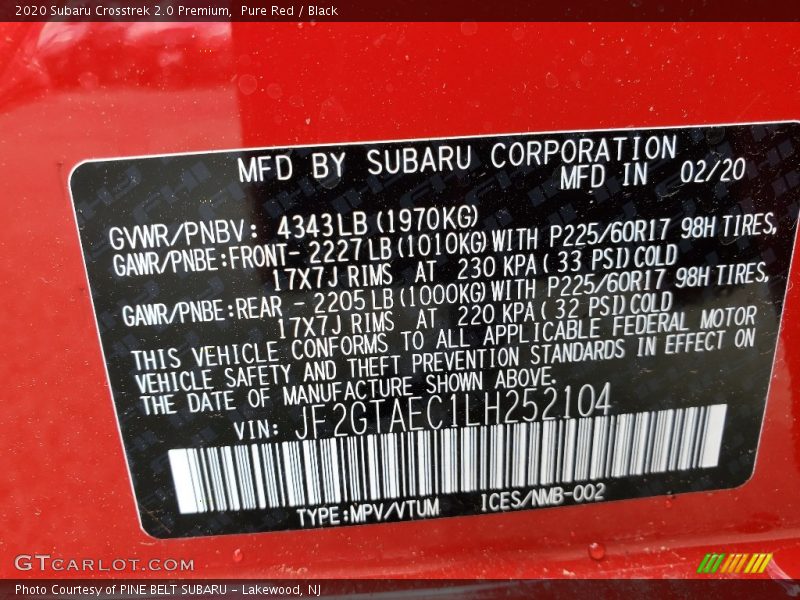 2020 Subaru Crosstrek 2.0 Premium, Pure Red / Black
MFD BY SUBARU CORPORATION
MFD IN 02/20
GVWR/PNBV: 4343LB (1970KG)
GAWR/PNBE:FRONT- 2227LB (1010KG) WITH P225/60R17 98H TIRES,
17X7J RIMS AT 230 KPA ( 33 PSI) COLD
GAWR/PNBE:REAR - 2205 LB (1000KG) WITH P225/60R17 98H TIRES,
17X7J RIMS AT 220 KPA ( 32 PSI) COLD
THIS VEHICLE CONFORMS TO ALL APPLICABLE FEDERAL MOTOR
VEHICLE SAFETY AND THEFT PREVENTION STANDARDS IN EFFECT ON
THE DATE OF MANUFACTURE SHOWN ABOVE.
VIN: JF2GTAEC1LH252104
TYPE:MPV/VTUM ICES/NMB-002
GTCARLOT.COM
Photo Courtesy of PINE BELT SUBARU - Lakewood, NJ